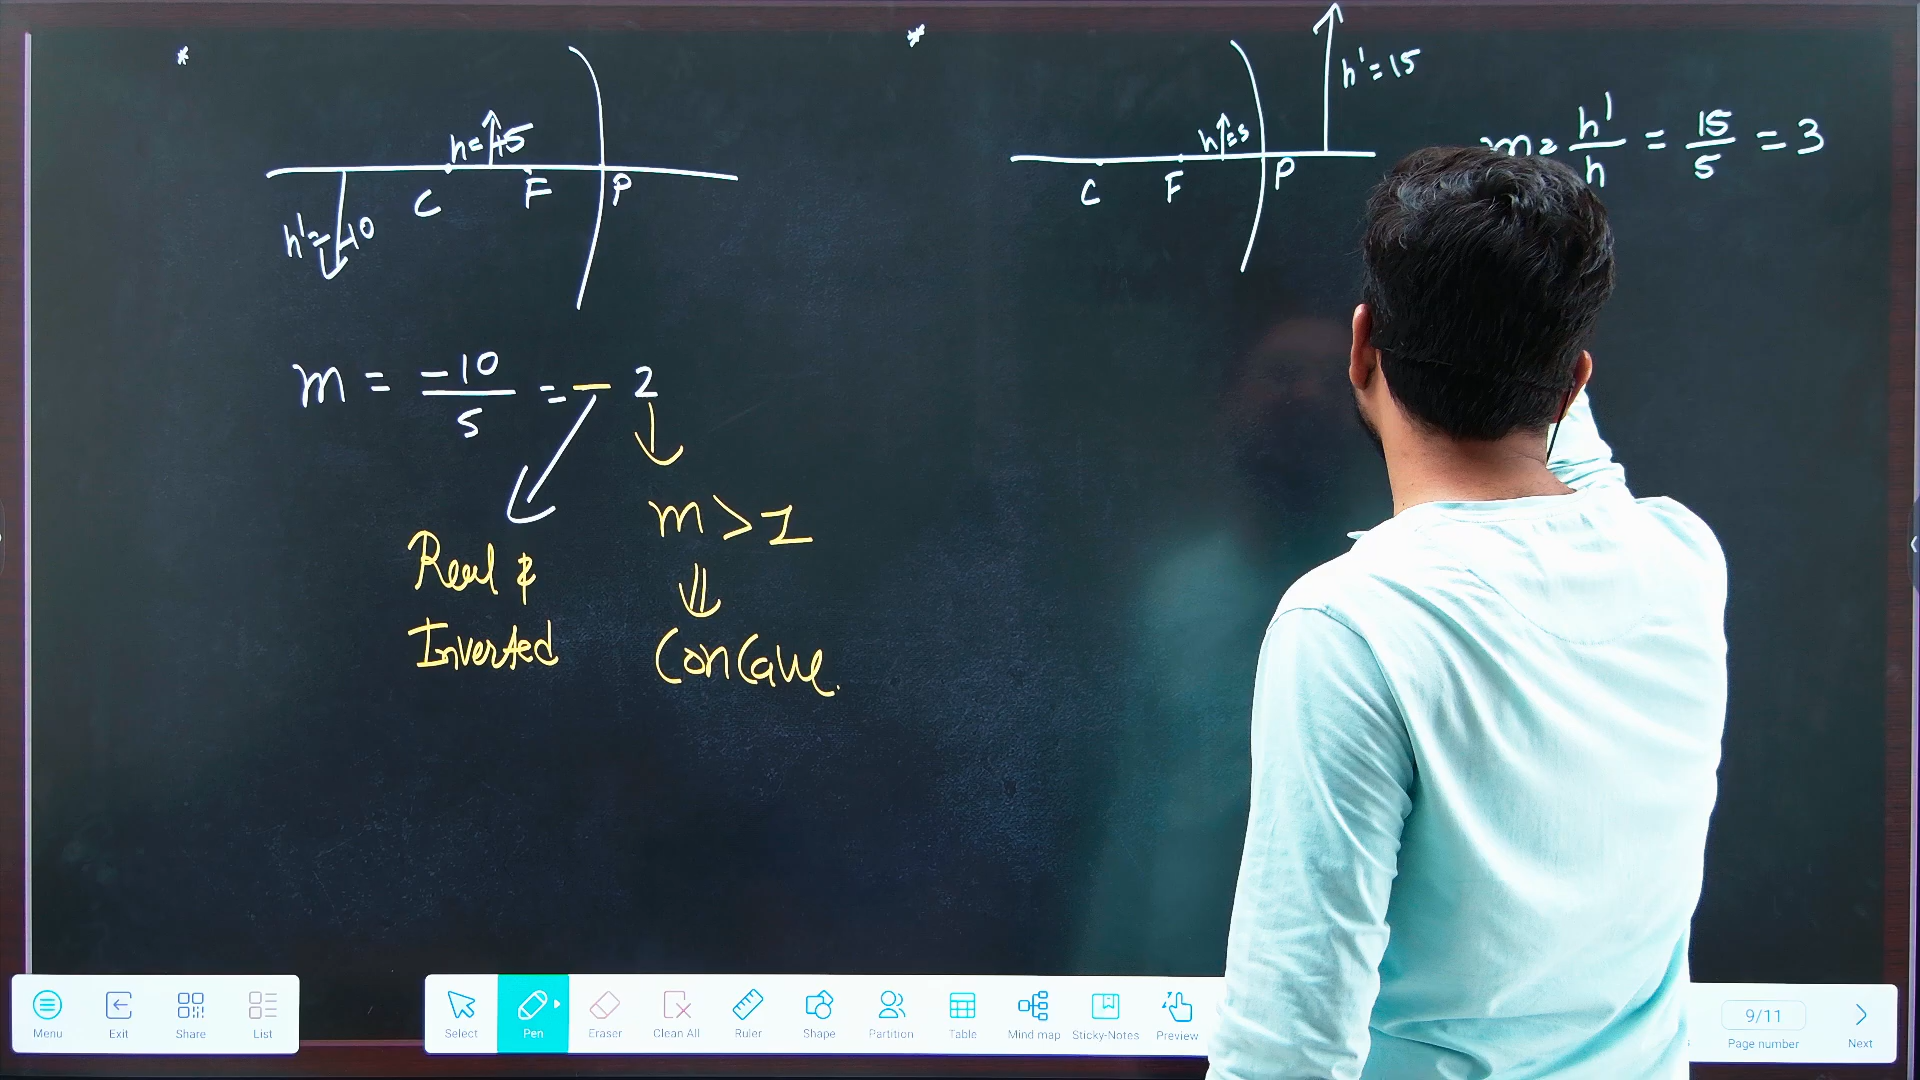 *
h=+5
C
F
P
h'=-10
m = -10/5 = - 2
Real &
Inverted
m > 1
⇓
Concave.
*
h'=15
h=5
C
F
P
m = h'/h = 15/5 = 3
Menu
Exit
Share
List
Select
Pen
Eraser
Clean All
Ruler
Shape
Partition
Table
Mind map
Sticky-Notes
Preview
9/11
Page number
Next